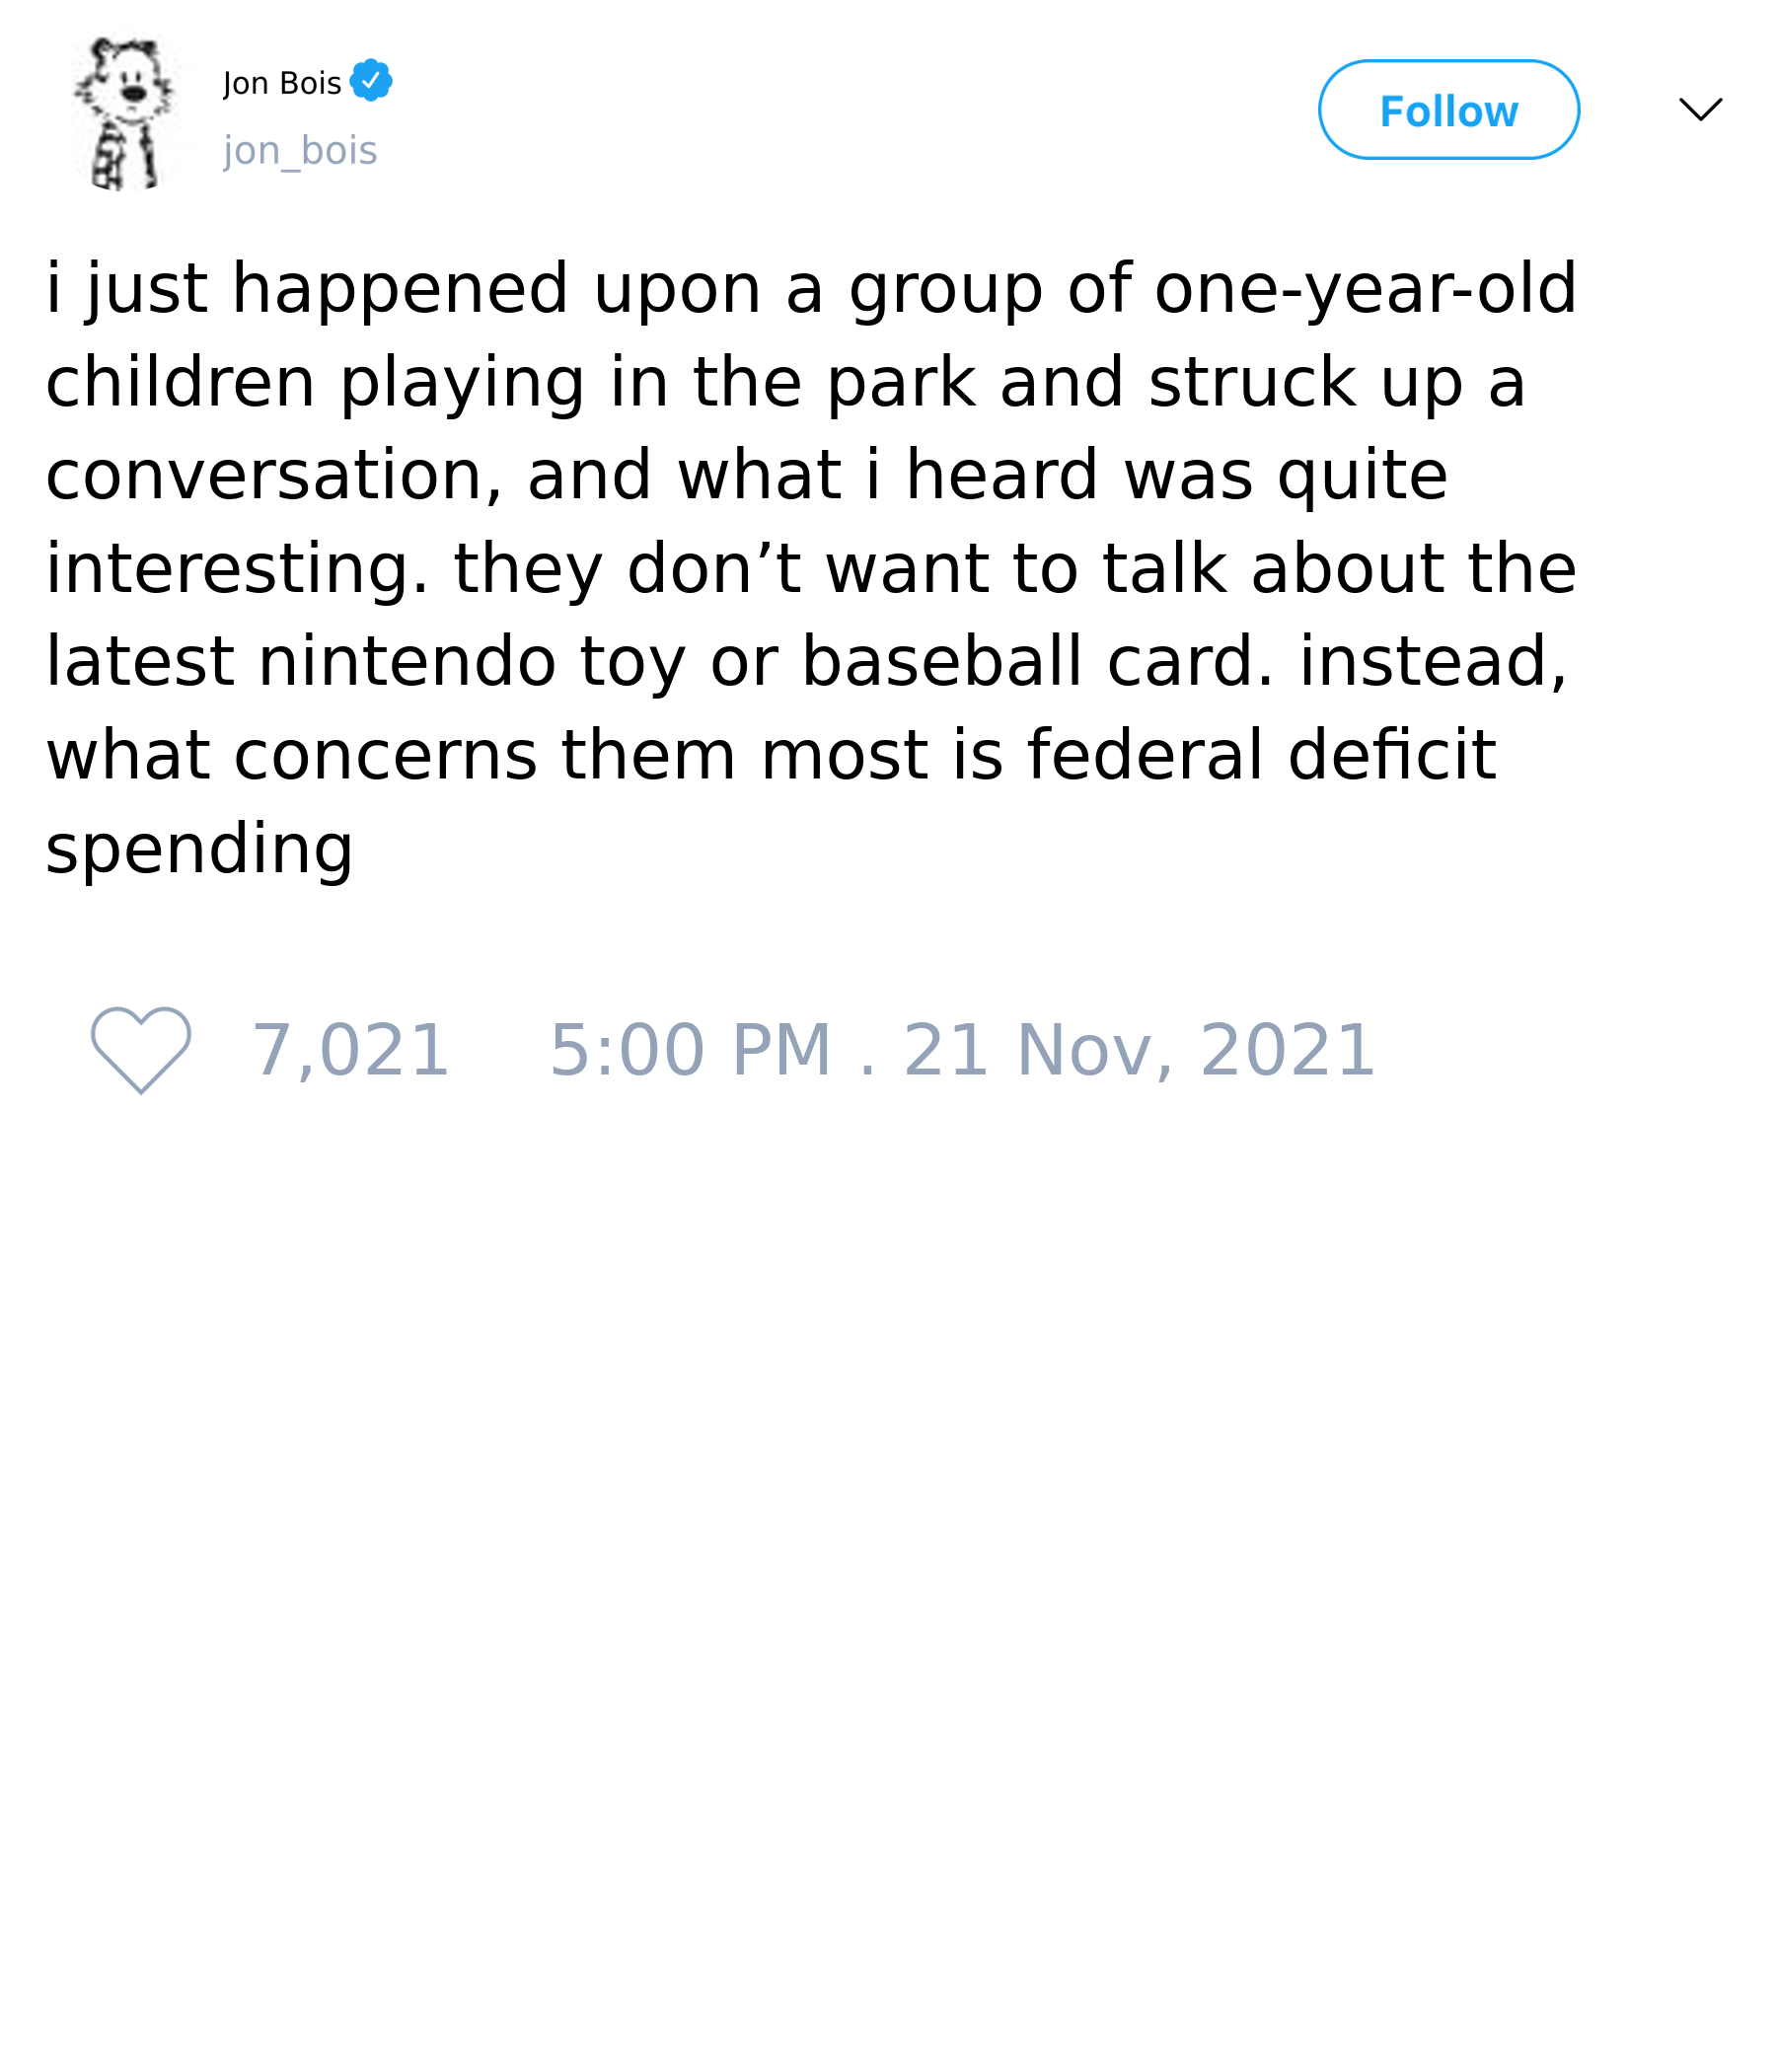 Jon Bois
jon_bois
Follow
i just happened upon a group of one-year-old
children playing in the park and struck up a
conversation, and what i heard was quite
interesting. they don’t want to talk about the
latest nintendo toy or baseball card. instead,
what concerns them most is federal deficit
spending
7,021 5:00 PM . 21 Nov, 2021